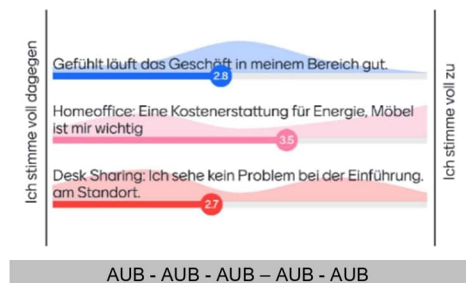 Ich stimme voll dagegen
Gefühlt läuft das Geschäft in meinem Bereich gut.
2.8
Homeoffice: Eine Kostenerstattung für Energie, Möbel
ist mir wichtig
3.5
Desk Sharing: Ich sehe kein Problem bei der Einführung.
am Standort.
2.7
Ich stimme voll zu
AUB - AUB - AUB – AUB - AUB